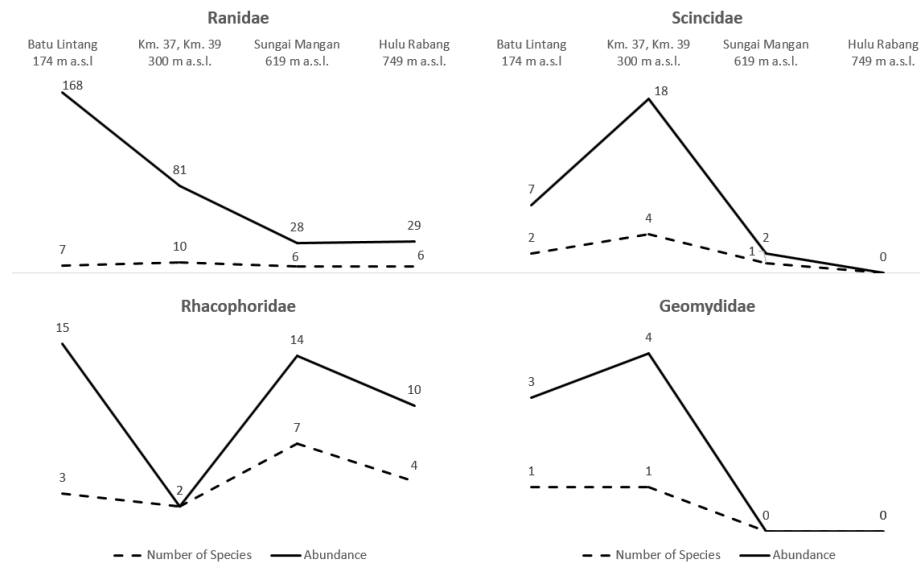 Ranidae
Batu Lintang Km. 37, Km. 39 Sungai Mangan Hulu Rabang
174 m a.s.l 300 m a.s.l. 619 m a.s.l. 749 m a.s.l.
168
81
28 29
7 10 6 6
Scincidae
Batu Lintang Km. 37, Km. 39 Sungai Mangan Hulu Rabang
174 m a.s.l 300 m a.s.l. 619 m a.s.l. 749 m a.s.l.
18
7
4
2 1 2 0
Rhacophoridae
15
14
10
7
3 2 4
Number of Species Abundance
Geomydidae
4
3
1 1
0 0
Number of Species Abundance